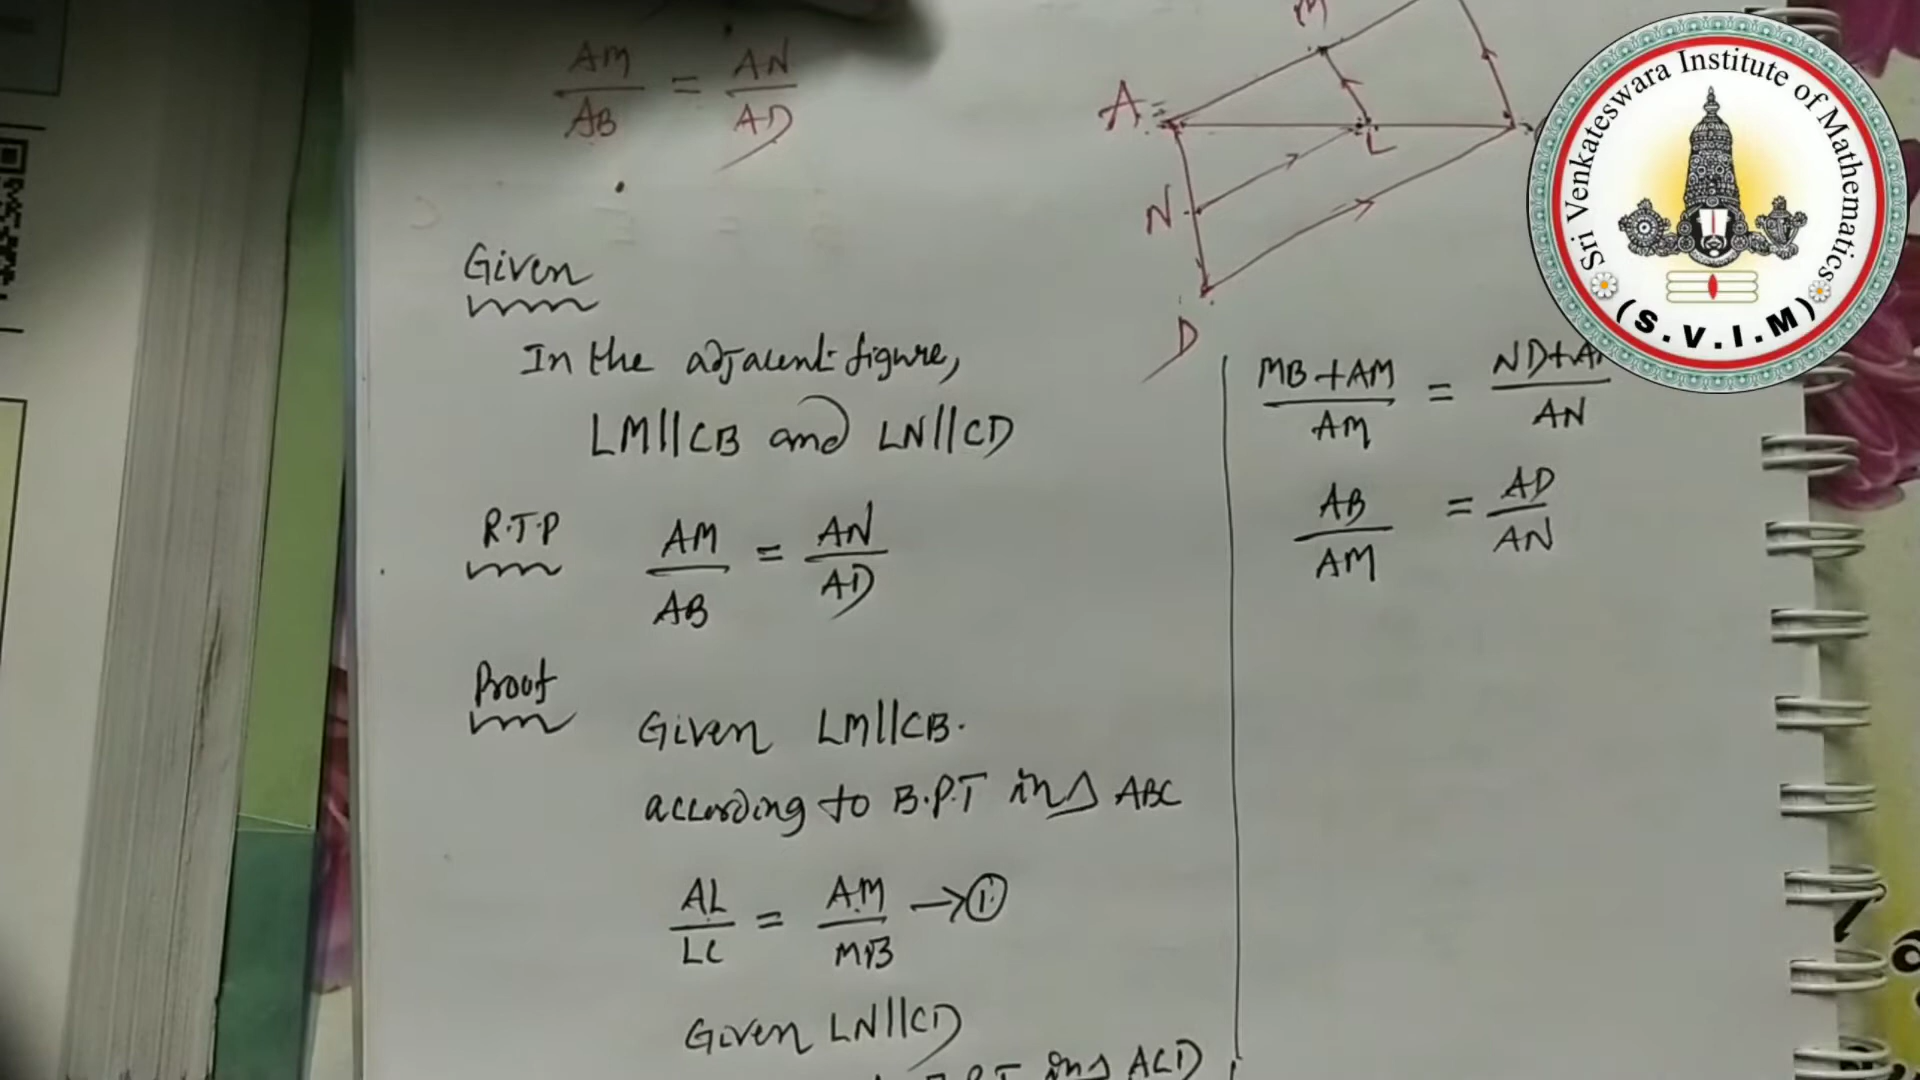 AM/AB = AN/AD
M
A
L
N
D
Given
In the adjacent figure,
LM||CB and LN||CD
R.T.P AM/AB = AN/AD
Proof
Given LM||CB.
according to B.P.T in △ ABC
AL/LC = AM/MB → ①
Given LN||CD
B.P.T in △ ACD
MB+AM/AM = ND+AN/AN
AB/AM = AD/AN
Sri Venkateswara Institute of Mathematics
(S.V.I.M)